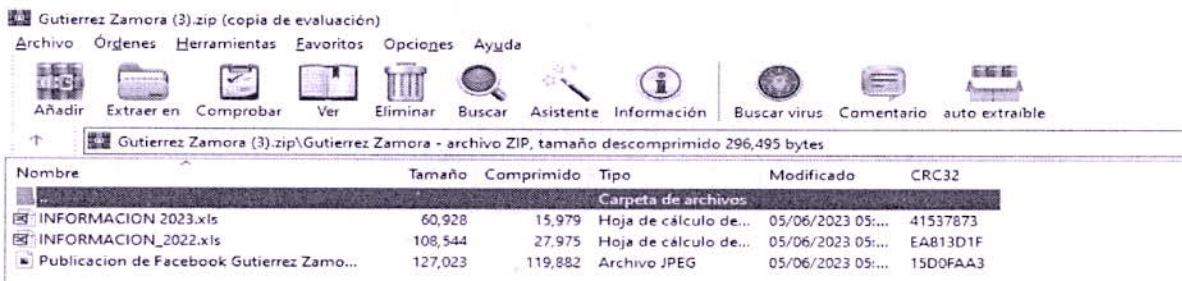 Gutierrez Zamora (3).zip (copia de evaluación)
Archivo Órdenes Herramientas Favoritos Opciones Ayuda
Añadir Extraer en Comprobar Ver Eliminar Buscar Asistente Información Buscar virus Comentario auto extraible
Gutierrez Zamora (3).zip\Gutierrez Zamora - archivo ZIP, tamaño descomprimido 296,495 bytes
Nombre Tamaño Comprimido Tipo Modificado CRC32
.. Carpeta de archivos
INFORMACION 2023.xls 60,928 15,979 Hoja de cálculo de... 05/06/2023 05:... 41537873
INFORMACION_2022.xls 108,544 27,975 Hoja de cálculo de... 05/06/2023 05:... EA813D1F
Publicacion de Facebook Gutierrez Zamo... 127,023 119,882 Archivo JPEG 05/06/2023 05:... 15D0FAA3